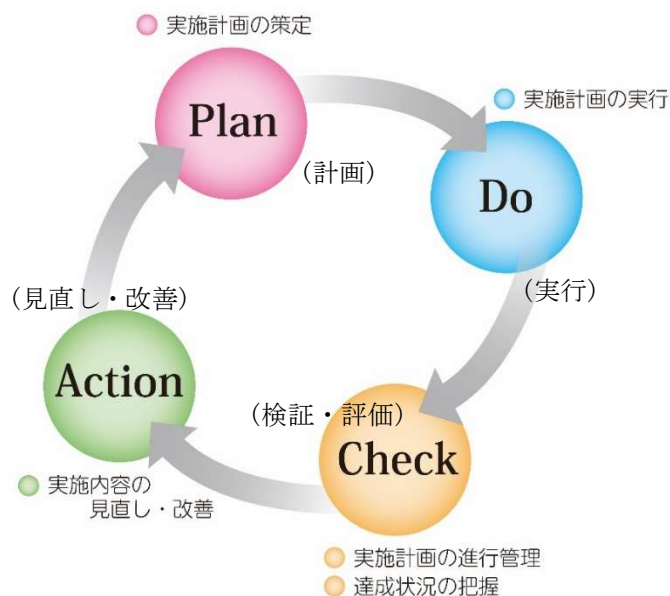 実施計画の策定
Plan
(計画)
実施計画の実行
Do
(実行)
(検証・評価)
Check
実施計画の進行管理
達成状況の把握
(見直し・改善)
Action
実施内容の
見直し・改善